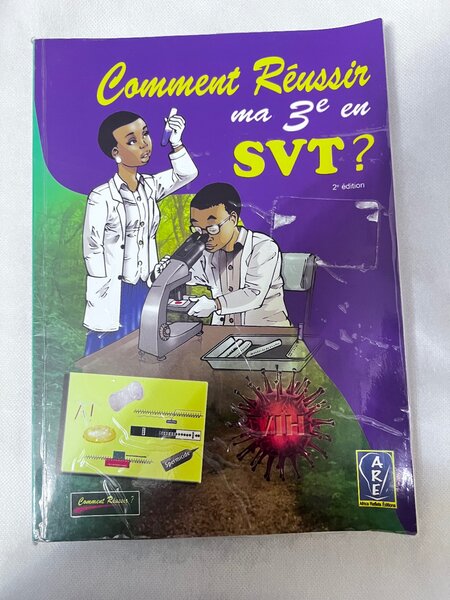 Comment Réussir
ma 3e en
SVT ?
2e édition
VIH
Spermicide
Comment Réussir ?
ARE
Africa Reflets Editions